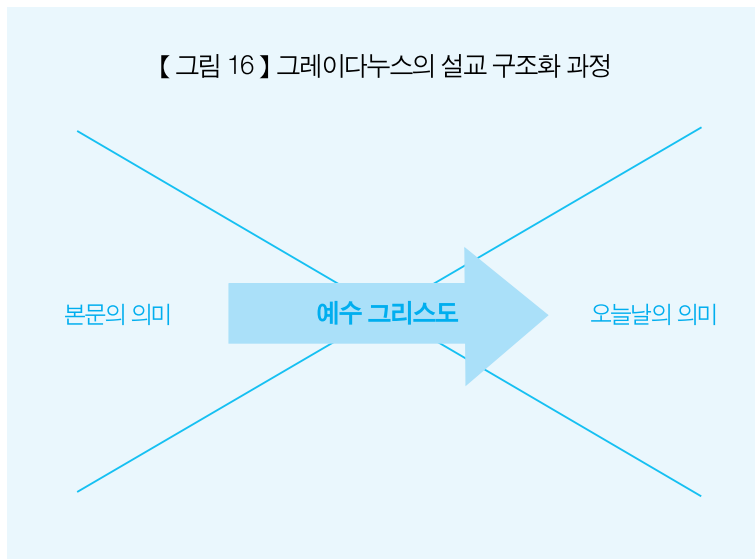 【 그림 16 】 그레이다누스의 설교 구조화 과정
본문의 의미
예수 그리스도
오늘날의 의미